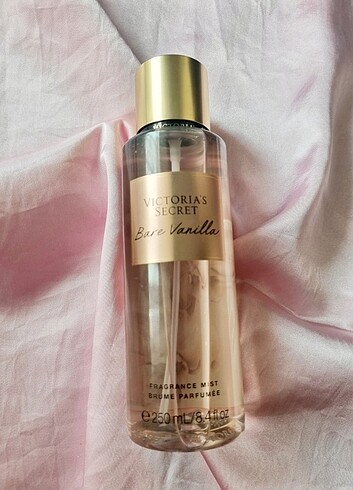 VICTORIA'S
SECRET
Bare Vanilla
FRAGRANCE MIST
BRUME PARFUMÉE
℮250 mL/8.4 fl oz